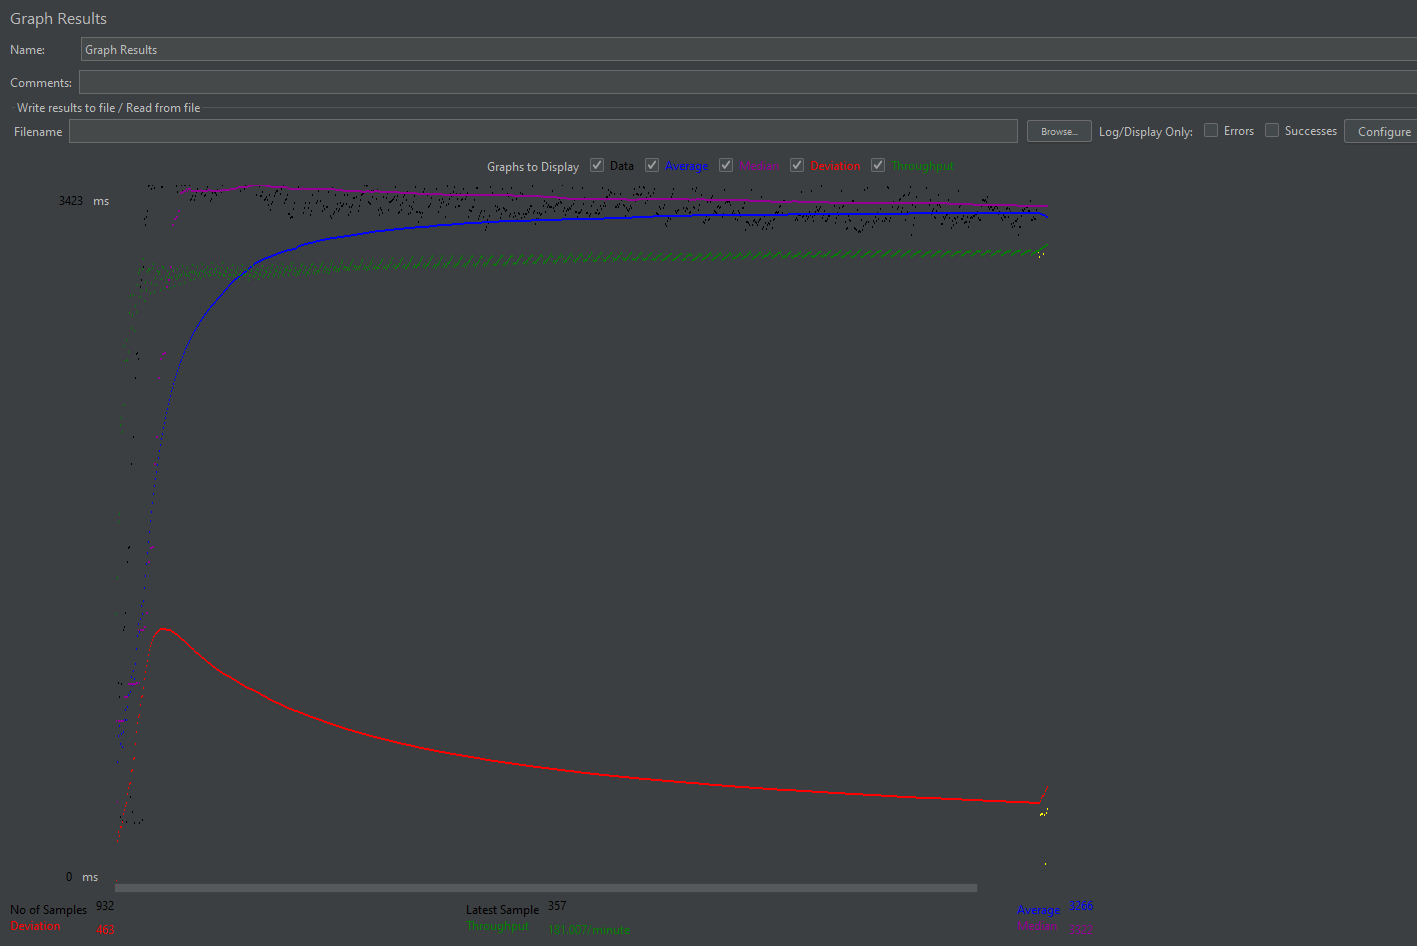 Graph Results
Name: Graph Results
Comments:
Write results to file / Read from file
Filename Browse... Log/Display Only: Errors Successes Configure
Graphs to Display Data Average Median Deviation Throughput
3423 ms
0 ms
No of Samples 932 Latest Sample 357 Average 3266
Deviation 463 Throughput 181.007/minute Median